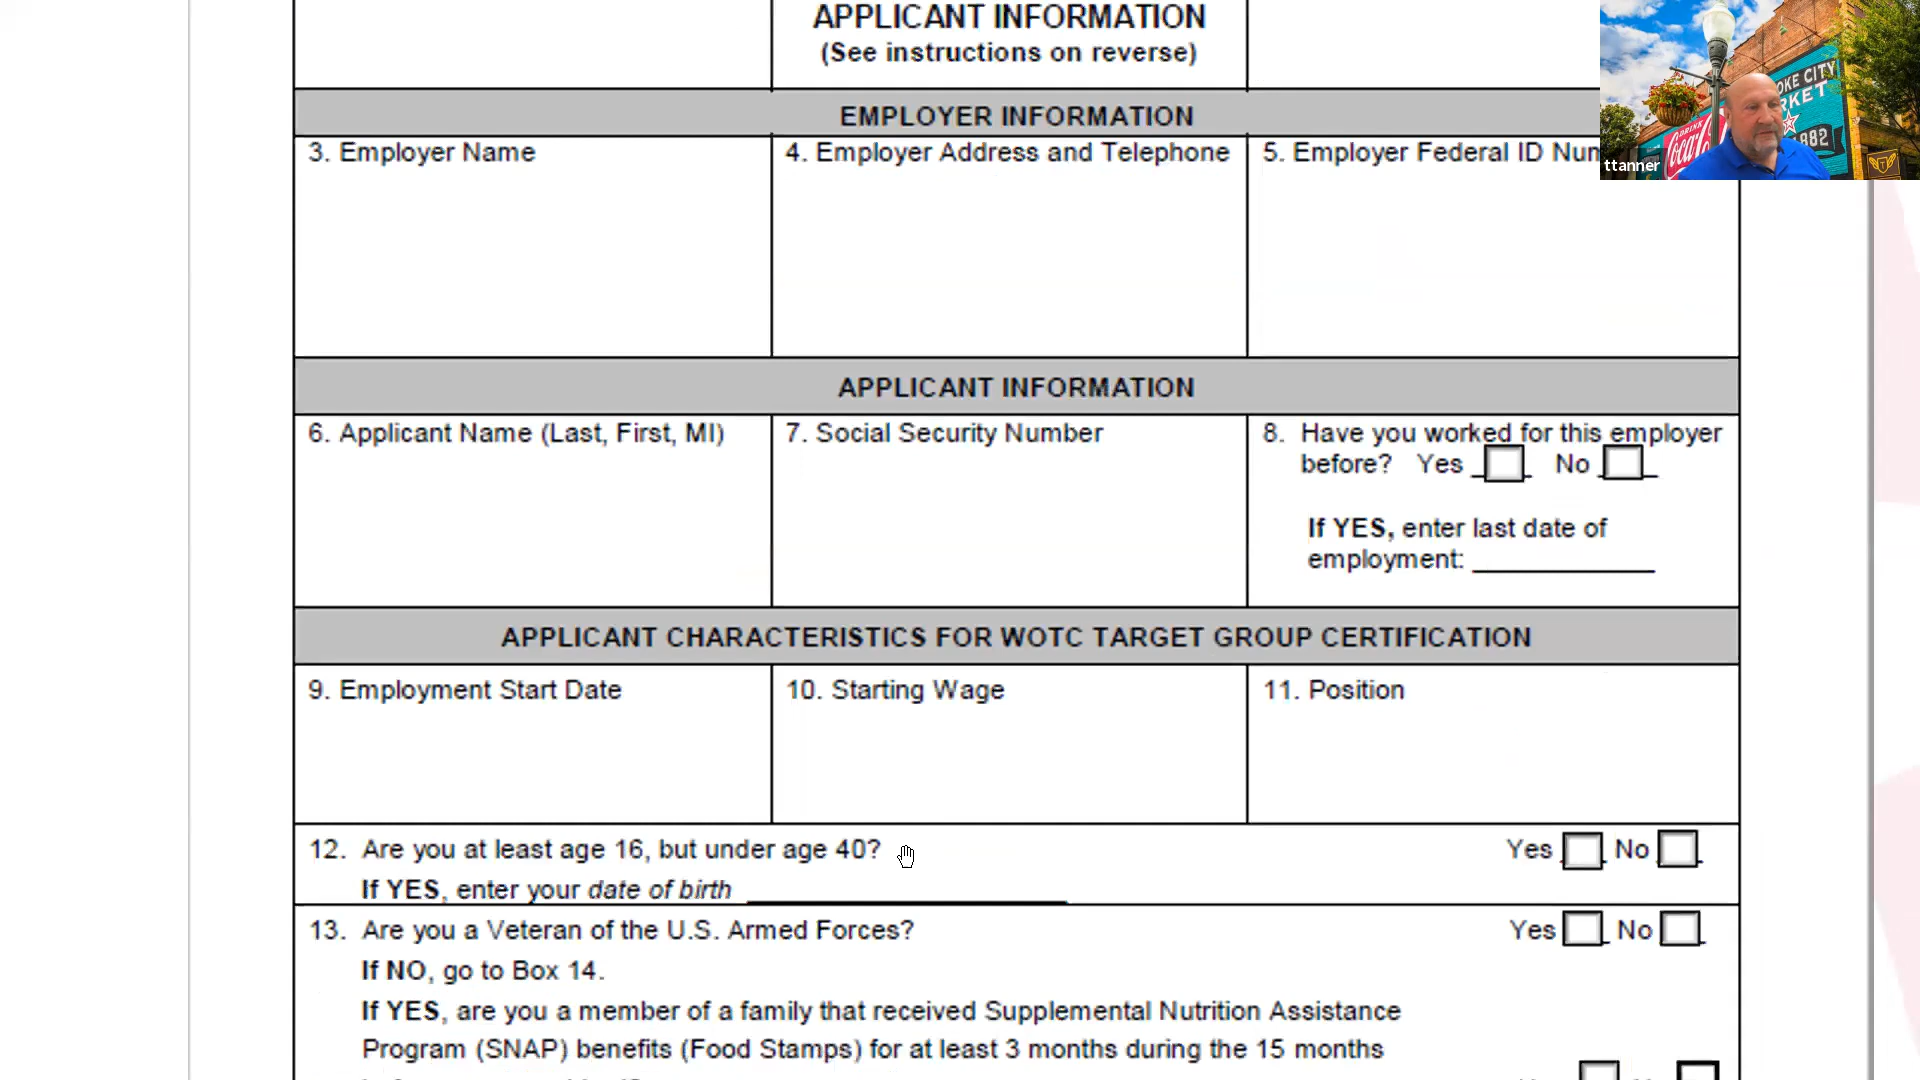 APPLICANT INFORMATION
(See instructions on reverse)
EMPLOYER INFORMATION
3. Employer Name
4. Employer Address and Telephone
5. Employer Federal ID
APPLICANT INFORMATION
6. Applicant Name (Last, First, MI)
7. Social Security Number
8. Have you worked for this employer
before? Yes No
If YES, enter last date of
employment:
APPLICANT CHARACTERISTICS FOR WOTC TARGET GROUP CERTIFICATION
9. Employment Start Date
10. Starting Wage
11. Position
12. Are you at least age 16, but under age 40? Yes No
If YES, enter your date of birth
13. Are you a Veteran of the U.S. Armed Forces? Yes No
If NO, go to Box 14.
If YES, are you a member of a family that received Supplemental Nutrition Assistance
Program (SNAP) benefits (Food Stamps) for at least 3 months during the 15 months
OKE CITY
RKET
DRINK
Coca
882
ttanner